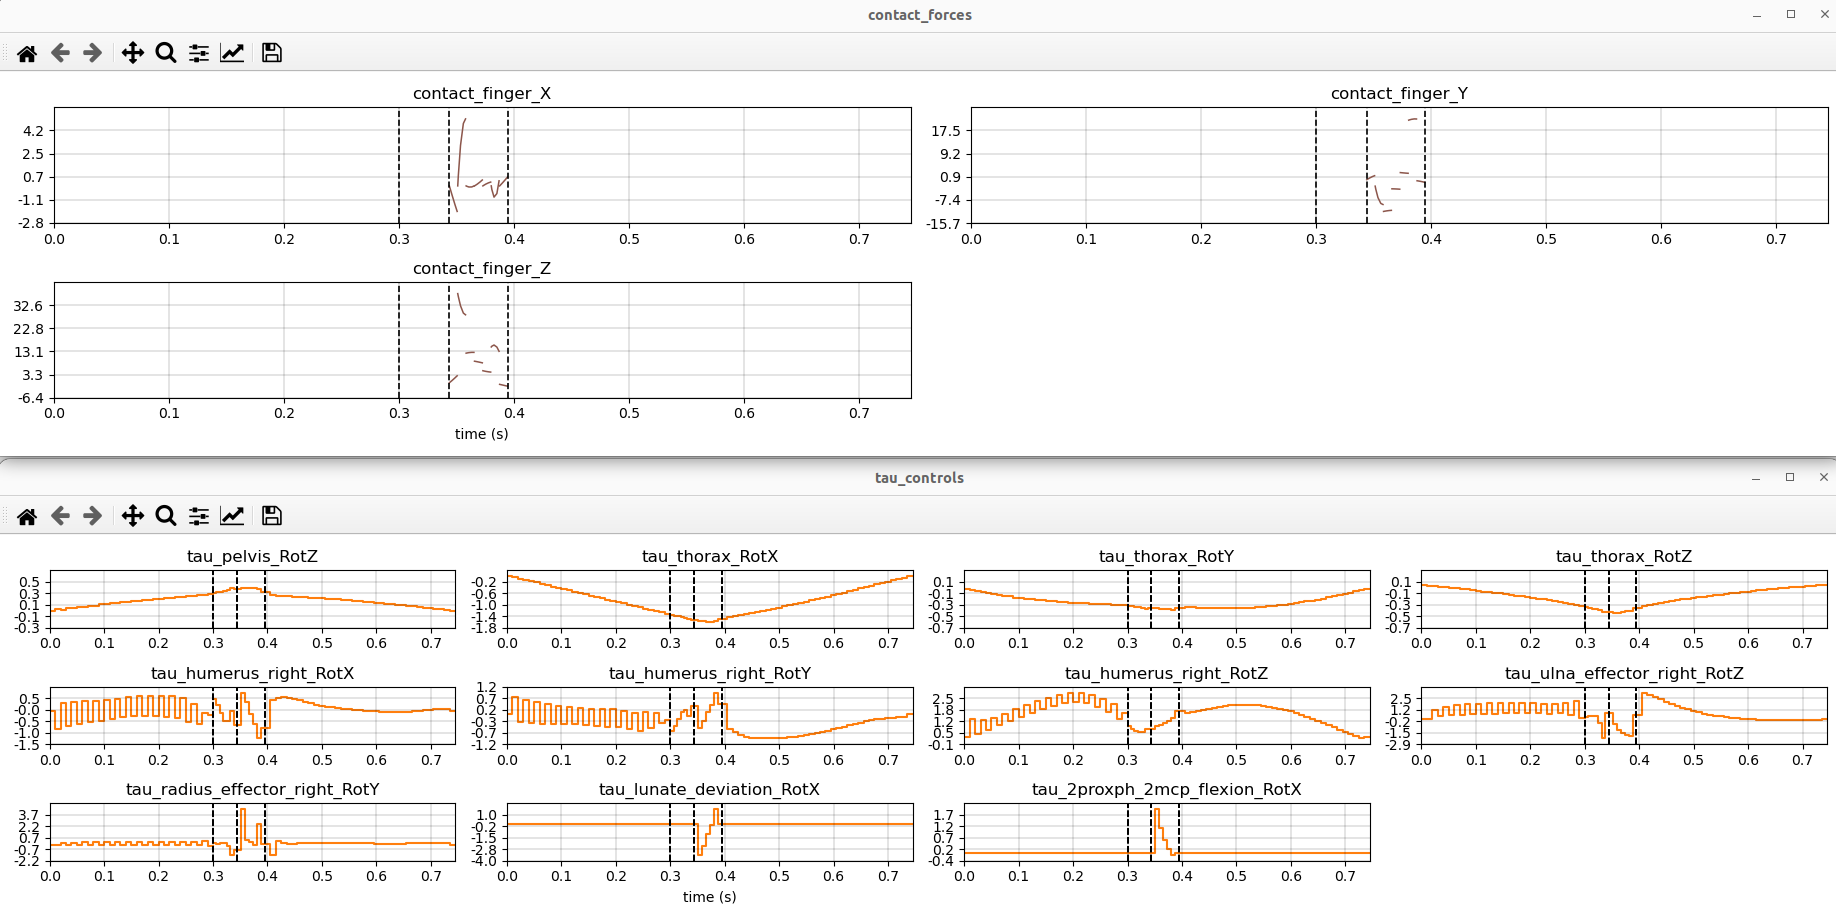 contact_forces
contact_finger_X
4.2
2.5
0.7
-1.1
-2.8
0.0 0.1 0.2 0.3 0.4 0.5 0.6 0.7
contact_finger_Y
17.5
9.2
0.9
-7.4
-15.7
0.0 0.1 0.2 0.3 0.4 0.5 0.6 0.7
contact_finger_Z
32.6
22.8
13.1
3.3
-6.4
0.0 0.1 0.2 0.3 0.4 0.5 0.6 0.7
time (s)
tau_controls
tau_pelvis_RotZ
0.5
0.3
0.1
-0.1
-0.3
0.0 0.1 0.2 0.3 0.4 0.5 0.6 0.7
tau_thorax_RotX
-0.2
-0.6
-1.0
-1.4
-1.8
0.0 0.1 0.2 0.3 0.4 0.5 0.6 0.7
tau_thorax_RotY
0.1
-0.1
-0.3
-0.5
-0.7
0.0 0.1 0.2 0.3 0.4 0.5 0.6 0.7
tau_thorax_RotZ
0.1
-0.1
-0.3
-0.5
-0.7
0.0 0.1 0.2 0.3 0.4 0.5 0.6 0.7
tau_humerus_right_RotX
0.5
-0.0
-0.5
-1.0
-1.5
0.0 0.1 0.2 0.3 0.4 0.5 0.6 0.7
tau_humerus_right_RotY
1.2
0.7
0.2
-0.3
-0.7
-1.2
0.0 0.1 0.2 0.3 0.4 0.5 0.6 0.7
tau_humerus_right_RotZ
2.5
1.8
1.2
0.5
-0.1
0.0 0.1 0.2 0.3 0.4 0.5 0.6 0.7
tau_ulna_effector_right_RotZ
2.5
1.2
-0.2
-1.5
-2.9
0.0 0.1 0.2 0.3 0.4 0.5 0.6 0.7
tau_radius_effector_right_RotY
3.7
2.2
0.7
-0.7
-2.2
0.0 0.1 0.2 0.3 0.4 0.5 0.6 0.7
tau_lunate_deviation_RotX
1.0
-0.2
-1.5
-2.8
-4.0
0.0 0.1 0.2 0.3 0.4 0.5 0.6 0.7
time (s)
tau_2proxph_2mcp_flexion_RotX
1.7
1.2
0.7
0.2
-0.4
0.0 0.1 0.2 0.3 0.4 0.5 0.6 0.7